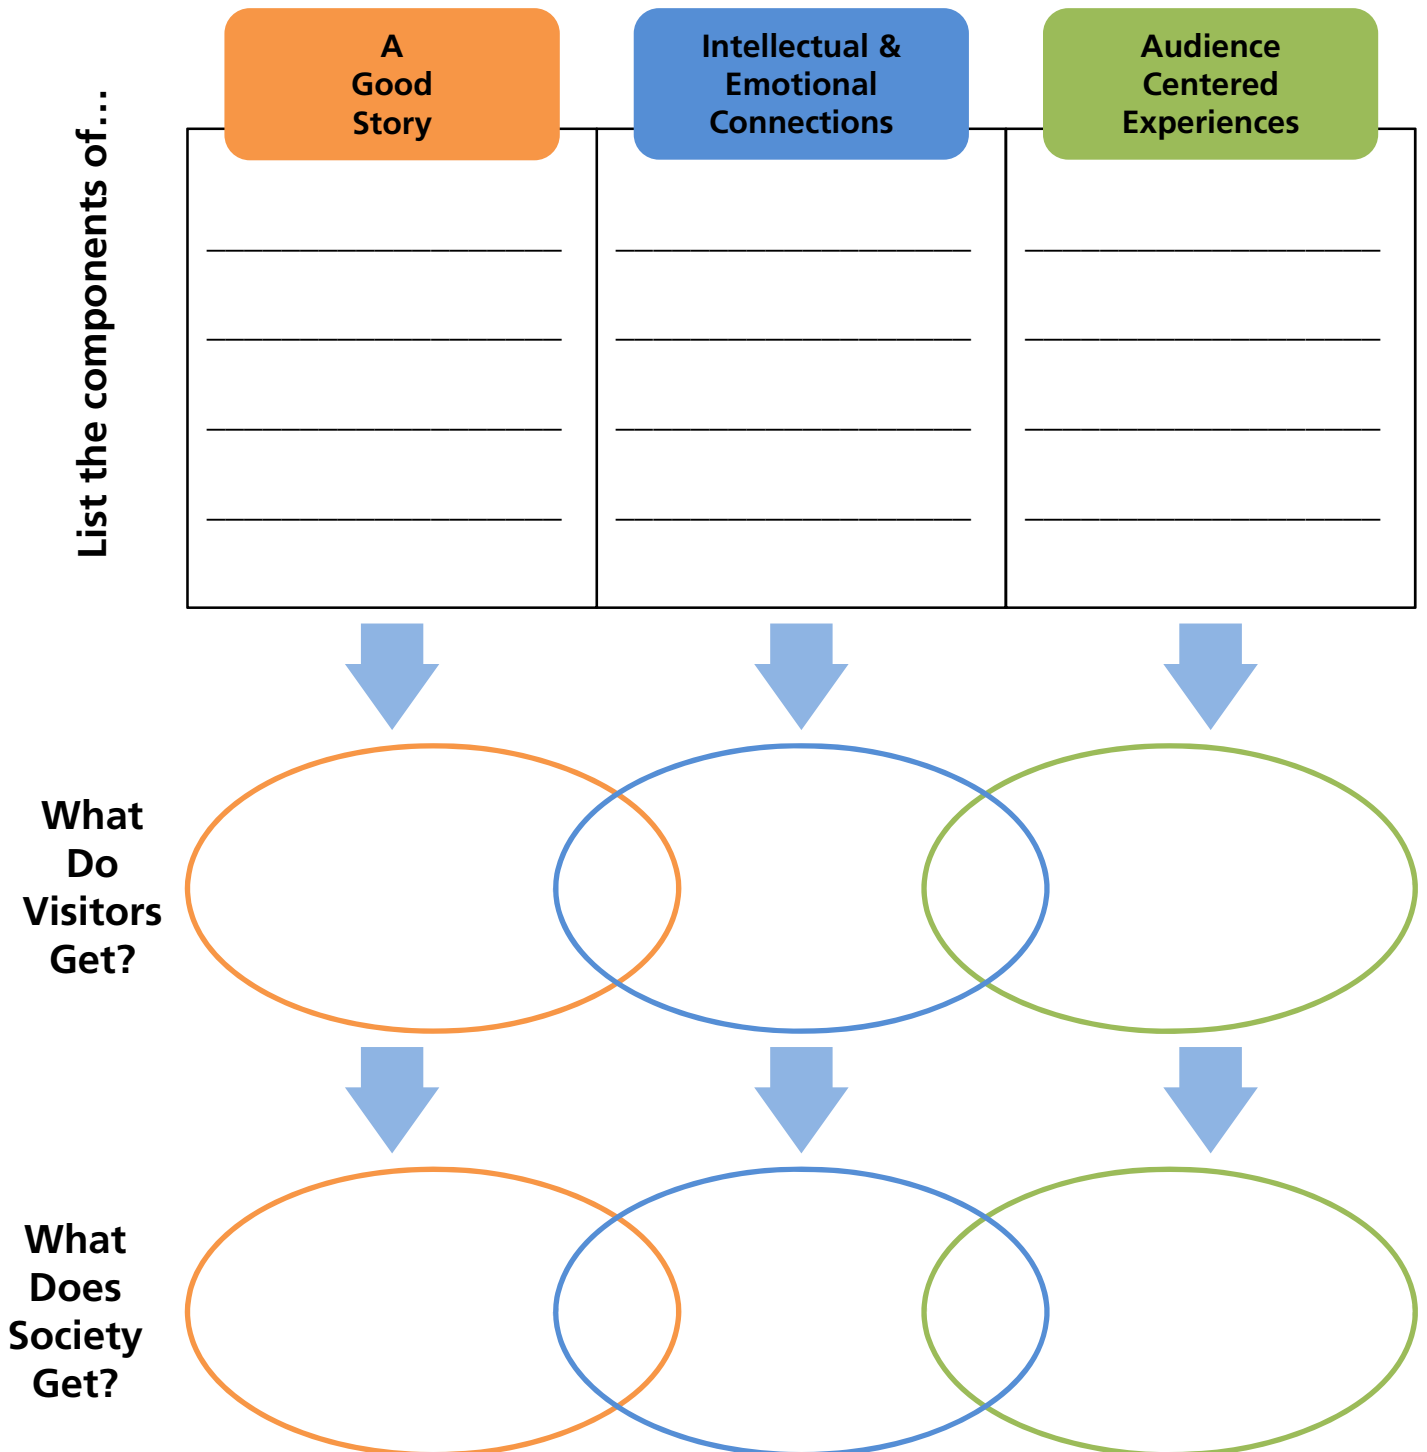 A
Good
Story
Intellectual &
Emotional
Connections
Audience
Centered
Experiences
List the components of...
What
Do
Visitors
Get?
What
Does
Society
Get?